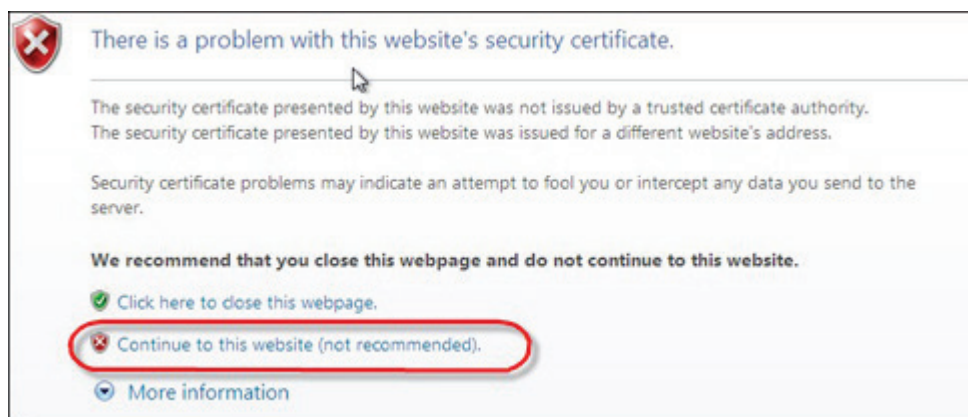 There is a problem with this website's security certificate.
The security certificate presented by this website was not issued by a trusted certificate authority.
The security certificate presented by this website was issued for a different website's address.
Security certificate problems may indicate an attempt to fool you or intercept any data you send to the
server.
We recommend that you close this webpage and do not continue to this website.
Click here to close this webpage.
Continue to this website (not recommended).
More information